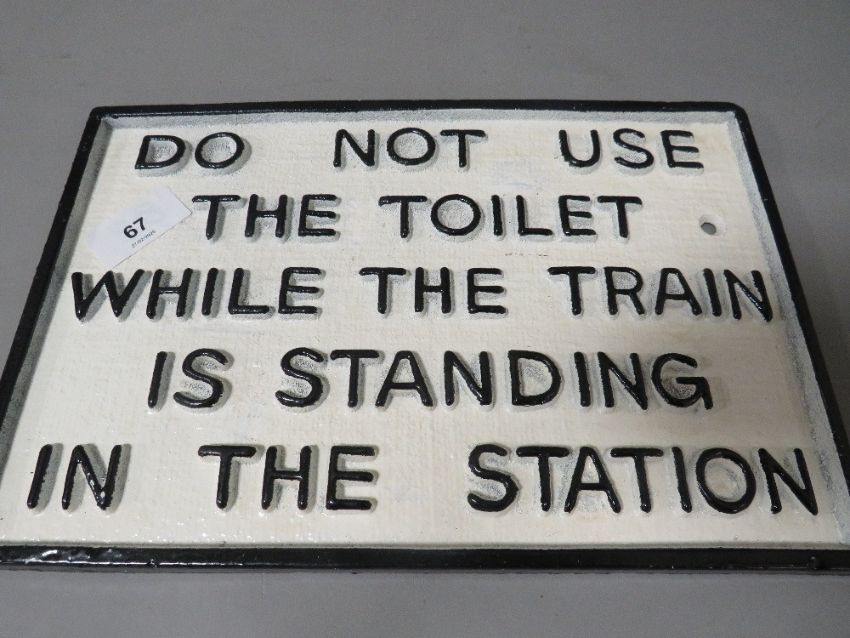 DO NOT USE
THE TOILET
67
WHILE THE TRAIN
IS STANDING
IN THE STATION